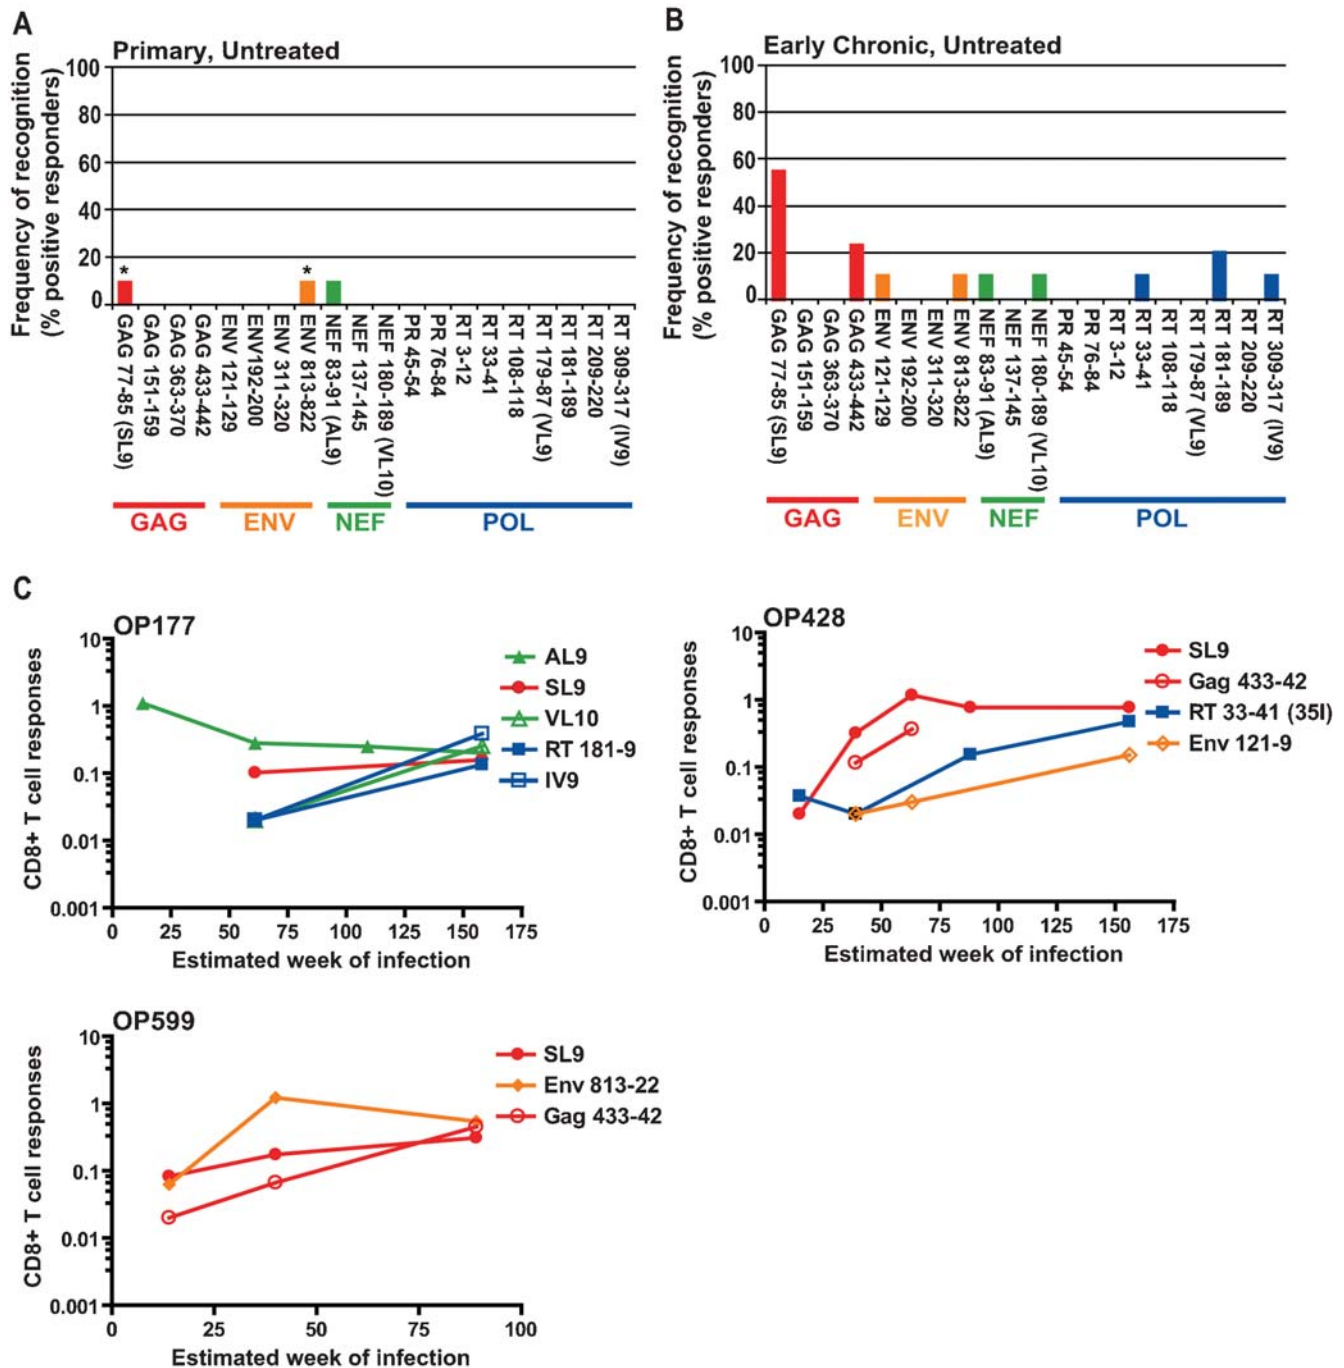 A
Primary, Untreated
Frequency of recognition
(% positive responders)
100
80
60
40
20
0
*
*
GAG 77-85 (SL9)
GAG 151-159
GAG 363-370
GAG 433-442
ENV 121-129
ENV192-200
ENV 311-320
ENV 813-822
NEF 83-91 (AL9)
NEF 137-145
NEF 180-189 (VL10)
PR 45-54
PR 76-84
RT 3-12
RT 33-41
RT 108-118
RT 179-87 (VL9)
RT 181-189
RT 209-220
RT 309-317 (IV9)
GAG
ENV
NEF
POL
B
Early Chronic, Untreated
Frequency of recognition
(% positive responders)
100
80
60
40
20
0
GAG 77-85 (SL9)
GAG 151-159
GAG 363-370
GAG 433-442
ENV 121-129
ENV 192-200
ENV 311-320
ENV 813-822
NEF 83-91 (AL9)
NEF 137-145
NEF 180-189 (VL10)
PR 45-54
PR 76-84
RT 3-12
RT 33-41
RT 108-118
RT 179-87 (VL9)
RT 181-189
RT 209-220
RT 309-317 (IV9)
GAG
ENV
NEF
POL
C
OP177
CD8+ T cell responses
10
1
0.1
0.01
0.001
0 25 50 75 100 125 150 175
Estimated week of infection
AL9
SL9
VL10
RT 181-9
IV9
OP428
CD8+ T cell responses
10
1
0.1
0.01
0.001
0 25 50 75 100 125 150 175
Estimated week of infection
SL9
Gag 433-42
RT 33-41 (35I)
Env 121-9
OP599
CD8+ T cell responses
10
1
0.1
0.01
0.001
0 25 50 75 100
Estimated week of infection
SL9
Env 813-22
Gag 433-42